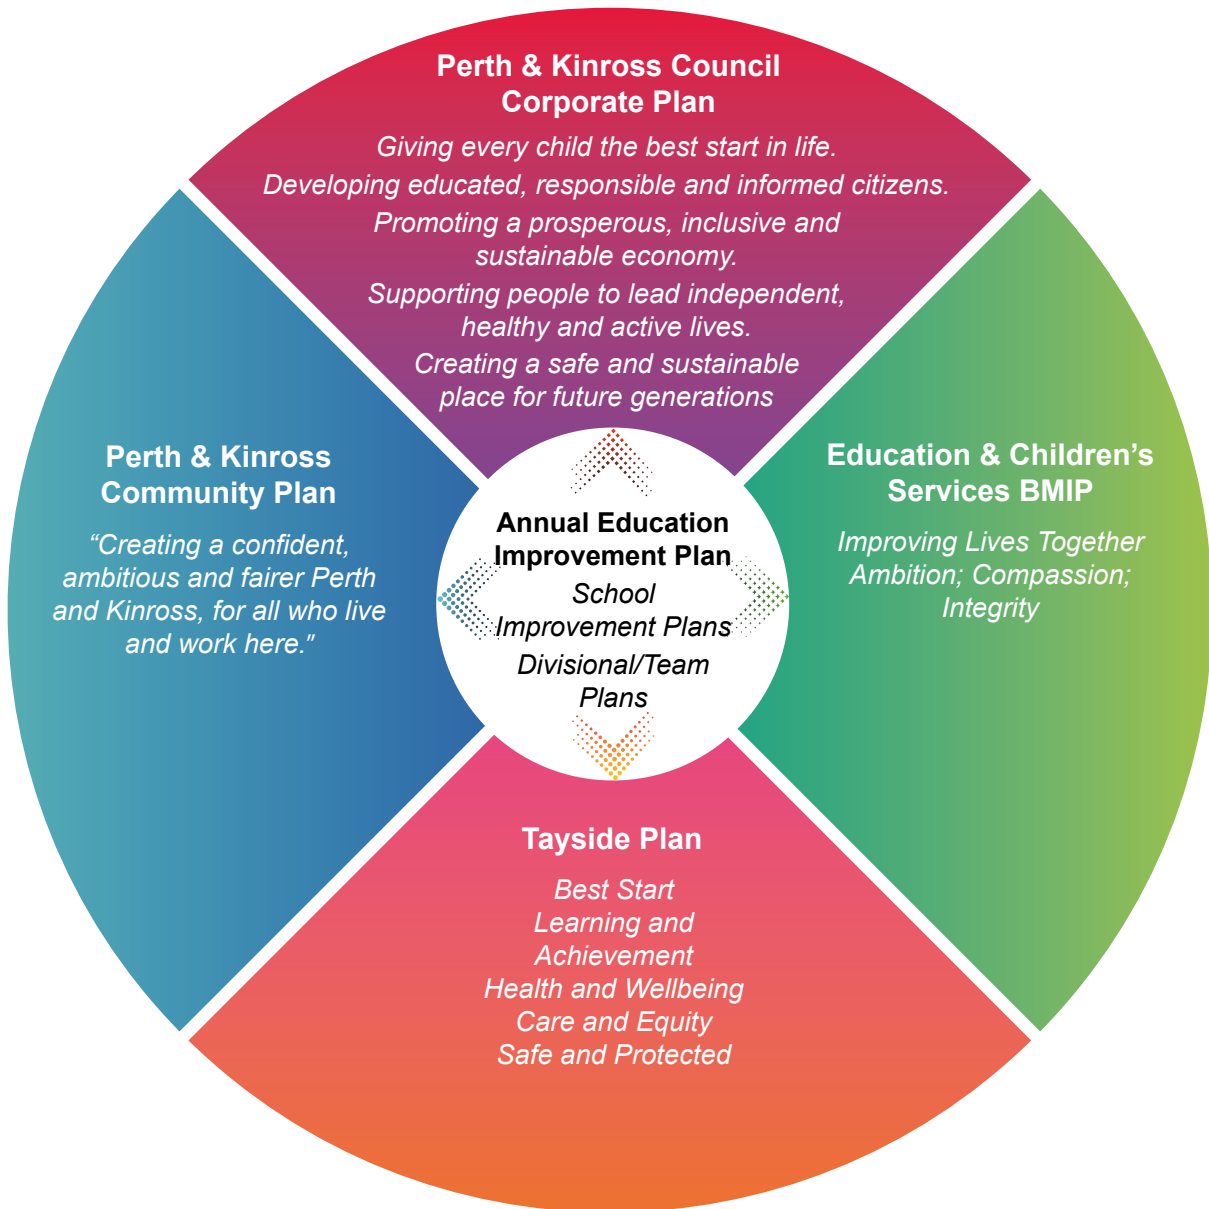 Perth & Kinross Council
Corporate Plan
Giving every child the best start in life.
Developing educated, responsible and informed citizens.
Promoting a prosperous, inclusive and
sustainable economy.
Supporting people to lead independent,
healthy and active lives.
Creating a safe and sustainable
place for future generations
Perth & Kinross
Community Plan
“Creating a confident,
ambitious and fairer Perth
and Kinross, for all who live
and work here."
Annual Education
Improvement Plan
School
Improvement Plans
Divisional/Team
Plans
Education & Children’s
Services BMIP
Improving Lives Together
Ambition; Compassion;
Integrity
Tayside Plan
Best Start
Learning and
Achievement
Health and Wellbeing
Care and Equity
Safe and Protected